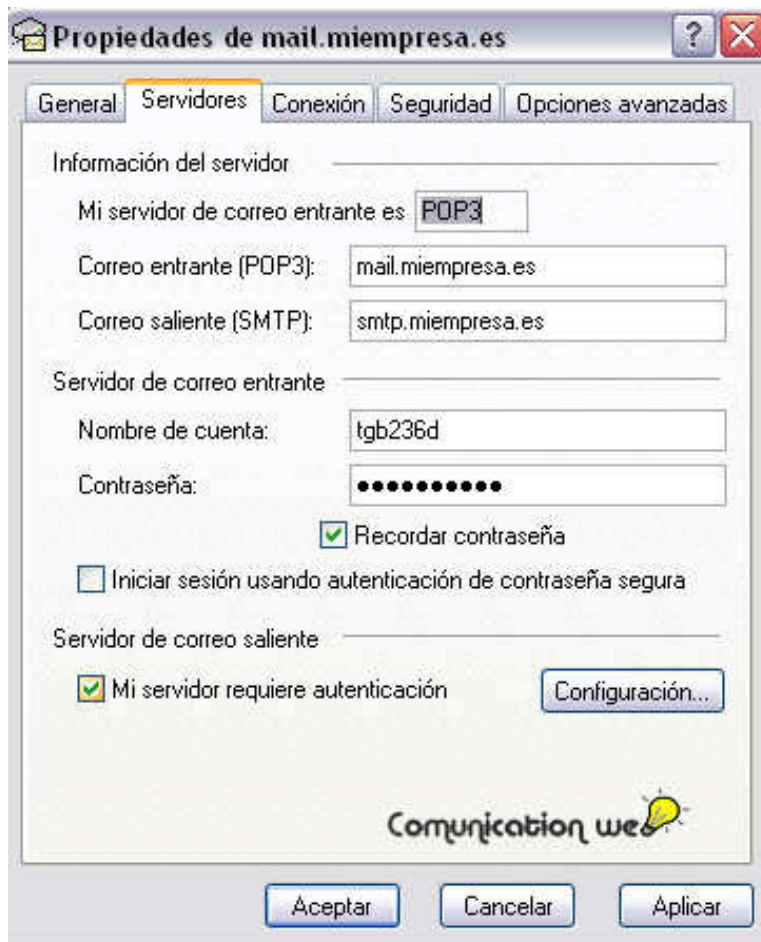 Propiedades de mail.miempresa.es
General Servidores Conexión Seguridad Opciones avanzadas
Información del servidor
Mi servidor de correo entrante es POP3
Correo entrante (POP3): mail.miempresa.es
Correo saliente (SMTP): smtp.miempresa.es
Servidor de correo entrante
Nombre de cuenta: tgb236d
Contraseña: ●●●●●●●●●●
Recordar contraseña
Iniciar sesión usando autenticación de contraseña segura
Servidor de correo saliente
Mi servidor requiere autenticación Configuración...
Comunication web
Aceptar Cancelar Aplicar